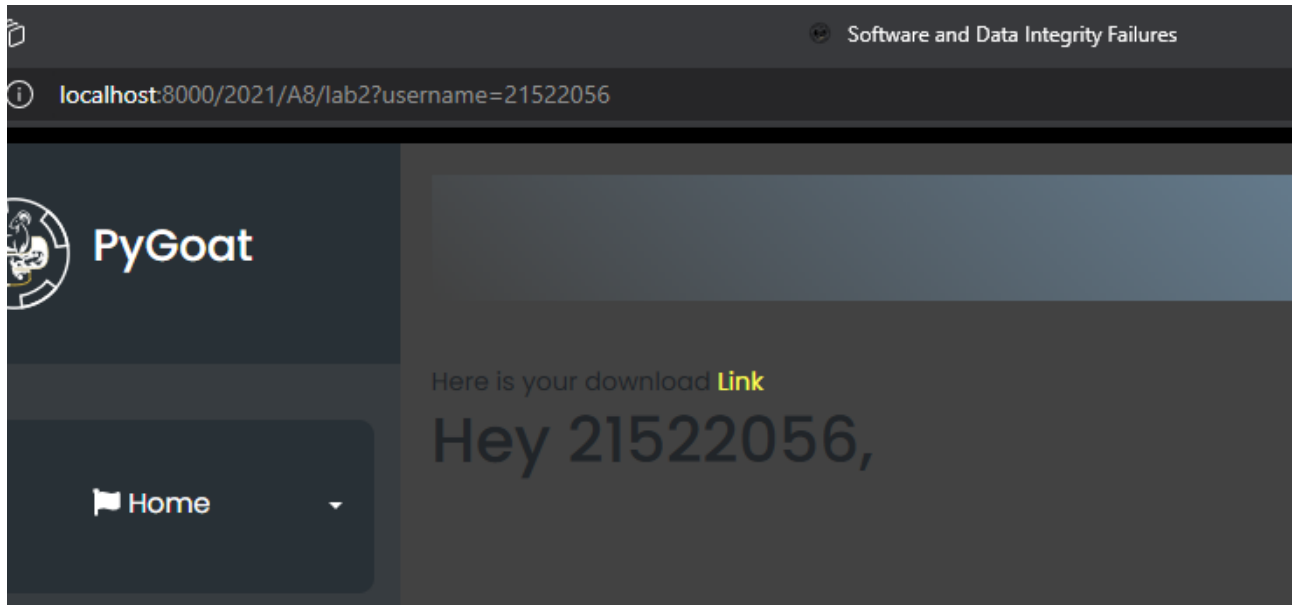 Software and Data Integrity Failures
localhost:8000/2021/A8/lab2?username=21522056
PyGoat
Here is your download Link
Hey 21522056,
Home